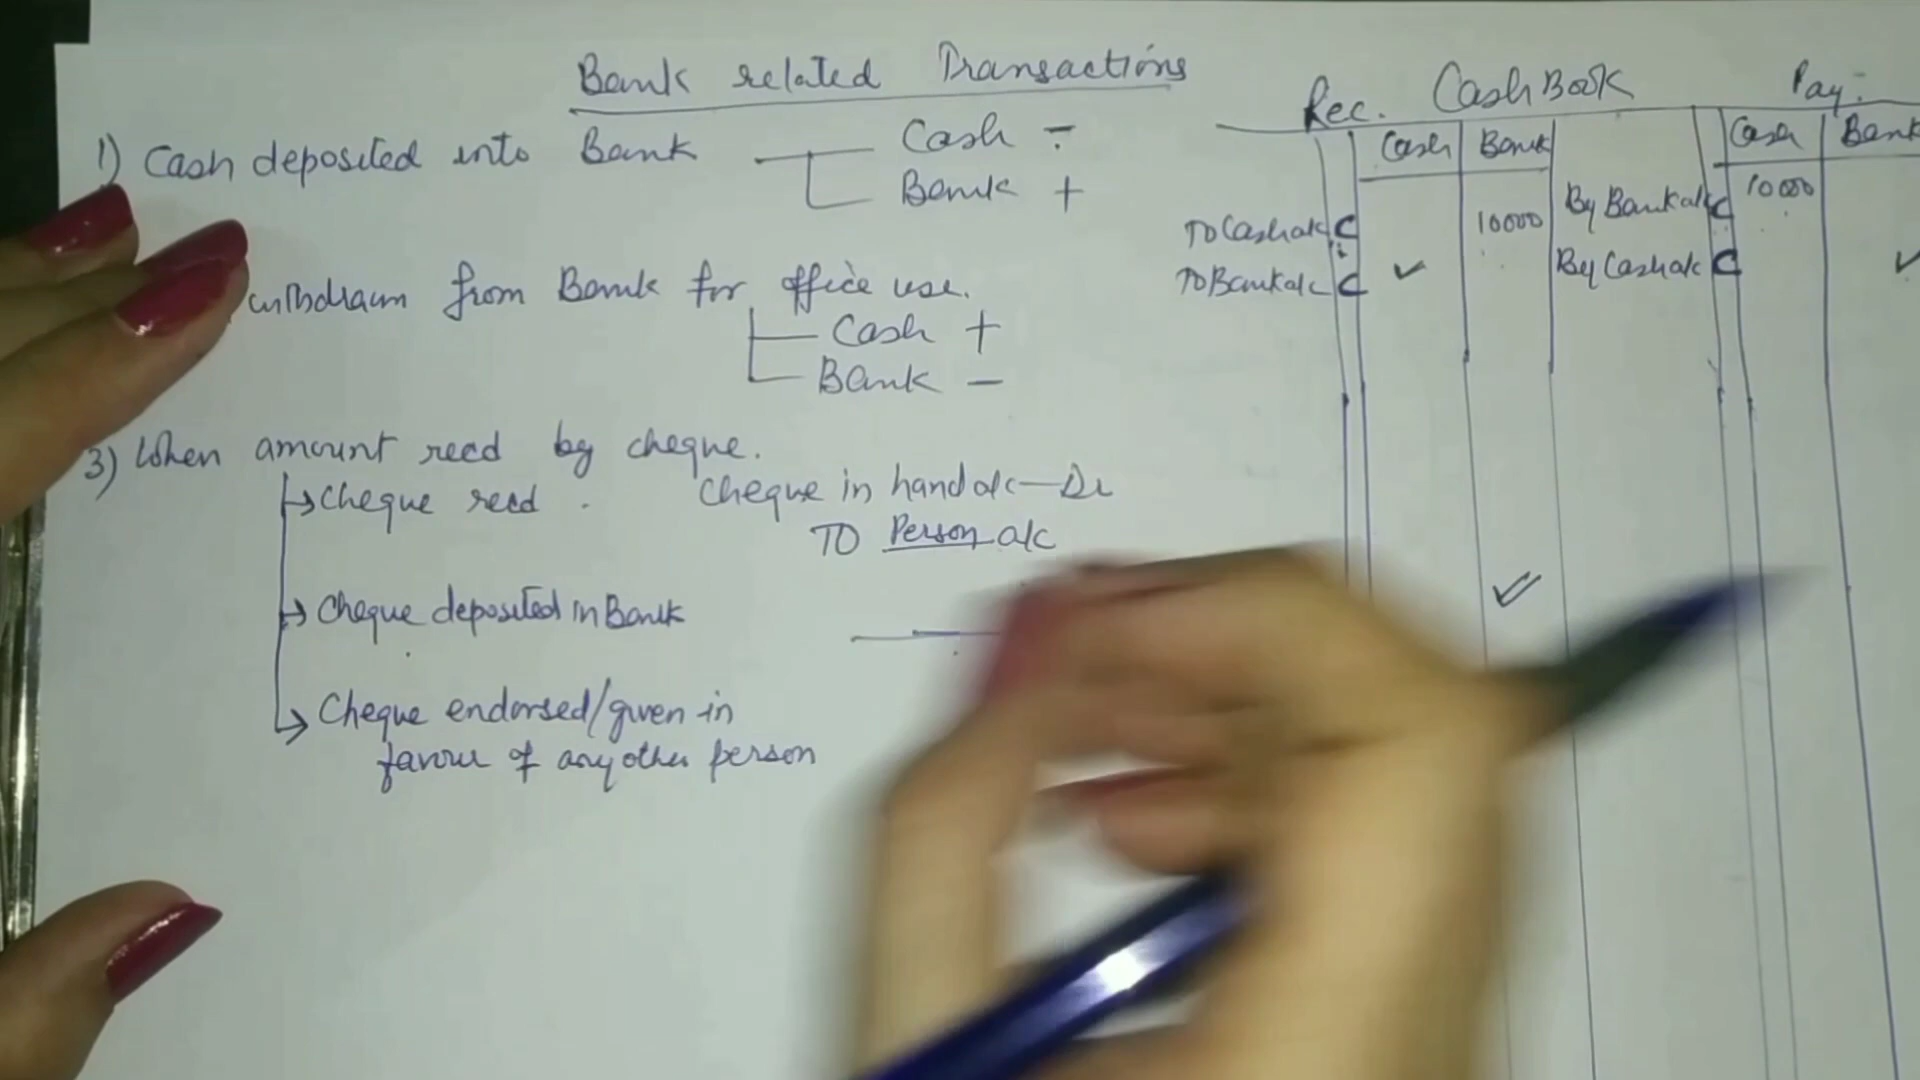 Bank related Transactions
1) Cash deposited into Bank
Cash -
Bank +
withdrawn from Bank for office use.
Cash +
Bank -
3) When amount recd by cheque.
Cheque recd.
Cheque in hand a/c - Dr
TO Person a/c
Cheque deposited in Bank
Cheque endorsed/given in
favour of any other person
Rec. Cash Book Pay.
Cash Bank Cash Bank
TO Cash a/c C 10000 By Bank a/c C 10000
TO Bank a/c C ✓ By Cash a/c C ✓
✓